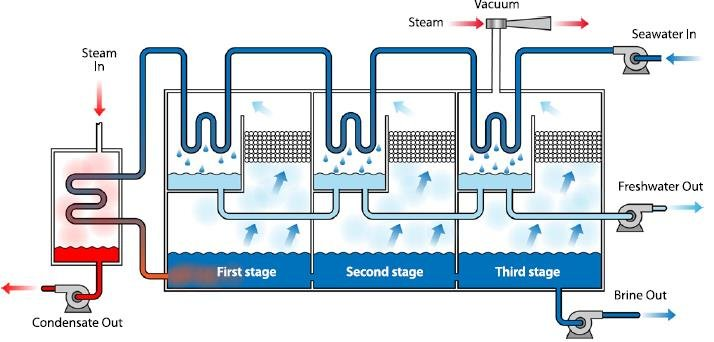 Vacuum
Steam
Seawater In
Steam
In
Freshwater Out
First stage
Second stage
Third stage
Brine Out
Condensate Out